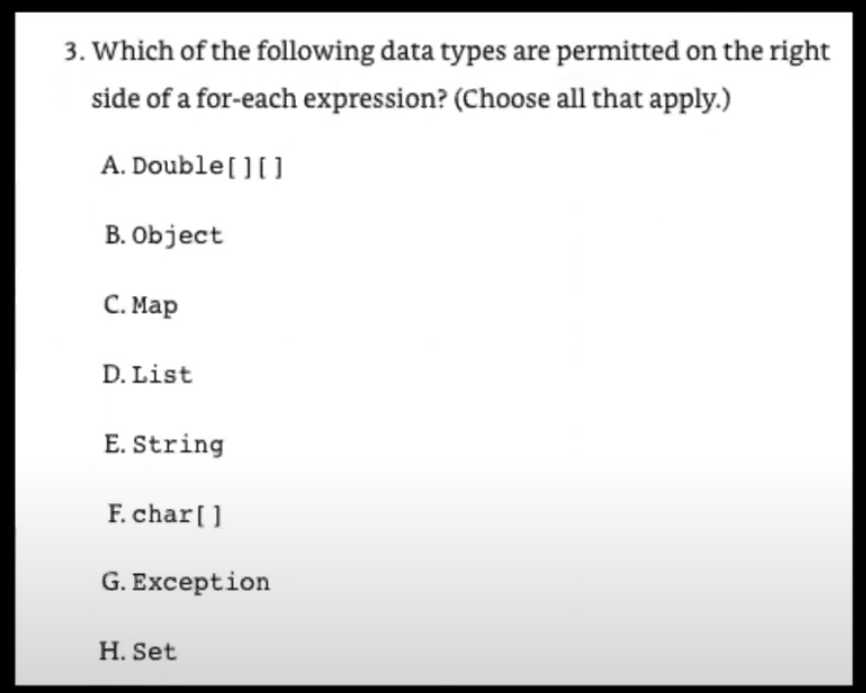 3. Which of the following data types are permitted on the right
side of a for-each expression? (Choose all that apply.)
A. Double[][]
B. Object
C. Map
D. List
E. String
F. char[]
G. Exception
H. Set